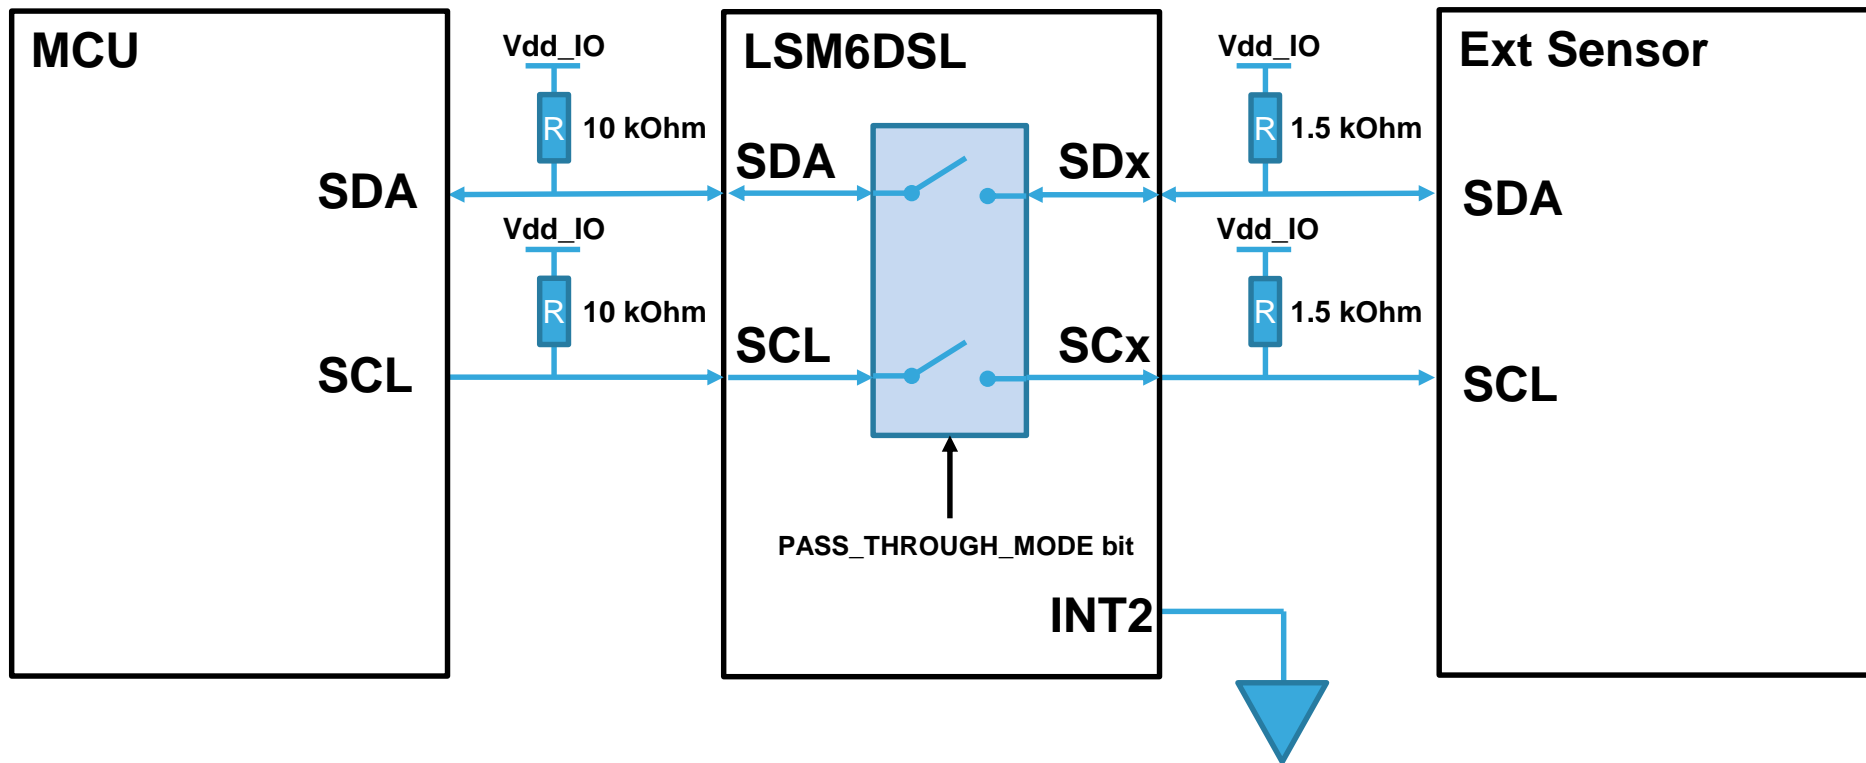 MCU
Vdd_IO
LSM6DSL
Vdd_IO
Ext Sensor
R 10 kOhm
R 1.5 kOhm
SDA
SDA
SDx
SDA
Vdd_IO
Vdd_IO
R 10 kOhm
R 1.5 kOhm
SCL
SCL
SCx
SCL
PASS_THROUGH_MODE bit
INT2